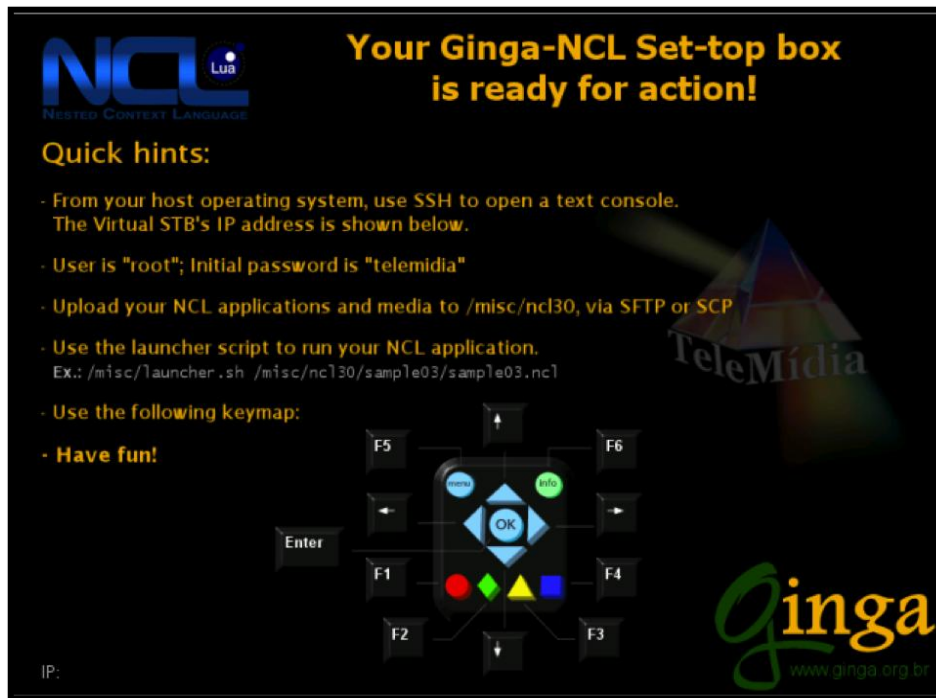 NCL
Lua
NESTED CONTEXT LANGUAGE
Your Ginga-NCL Set-top box
is ready for action!
Quick hints:
- From your host operating system, use SSH to open a text console.
The Virtual STB's IP address is shown below.
- User is "root"; Initial password is "telemidia"
- Upload your NCL applications and media to /misc/ncl30, via SFTP or SCP
- Use the launcher script to run your NCL application.
Ex.: /misc/launcher.sh /misc/ncl30/sample03/sample03.ncl
TeleMídia
- Use the following keymap:
- Have fun!
F5
F6
menu
info
OK
Enter
F1
F4
F2
F3
ginga
www.ginga.org.br
IP: